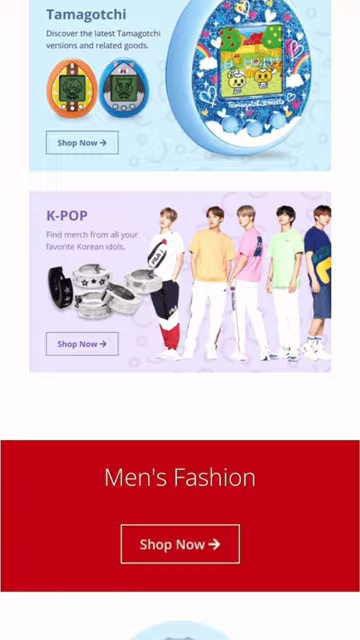 Tamagotchi
Discover the latest Tamagotchi
versions and related goods.
Shop Now →
K-POP
Find merch from all your
favorite Korean idols.
FILA
Shop Now →
Men's Fashion
Shop Now →